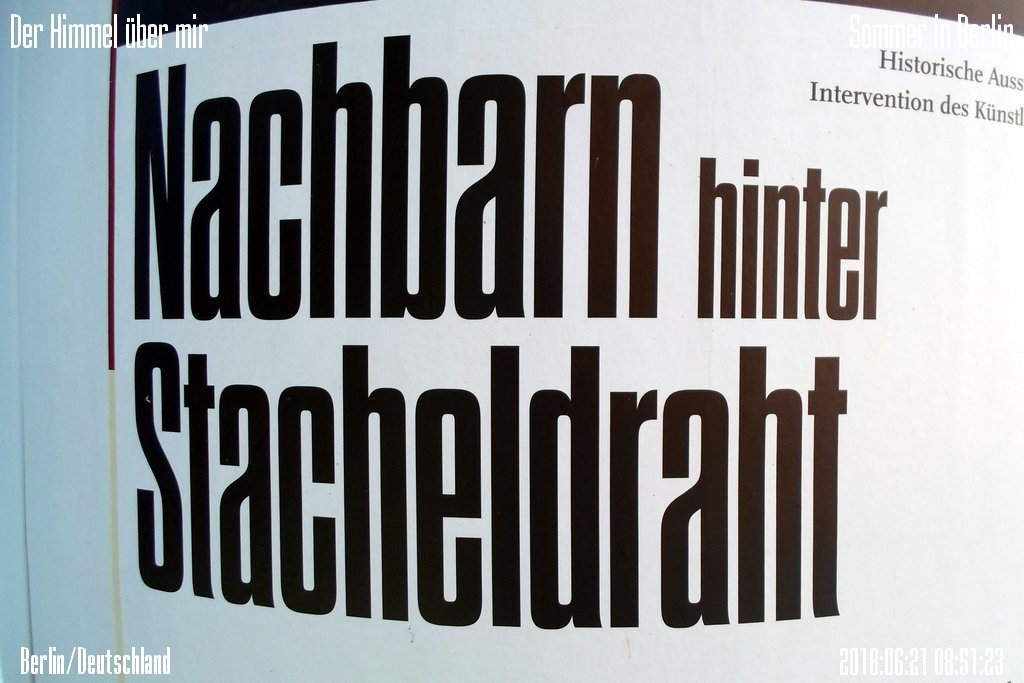 Der Himmel über mir
Sommer in Berlin
Historische Auss
Intervention des Künstl
Nachbarn hinter
Stacheldraht
Berlin/Deutschland
2018:06:21 08:51:23